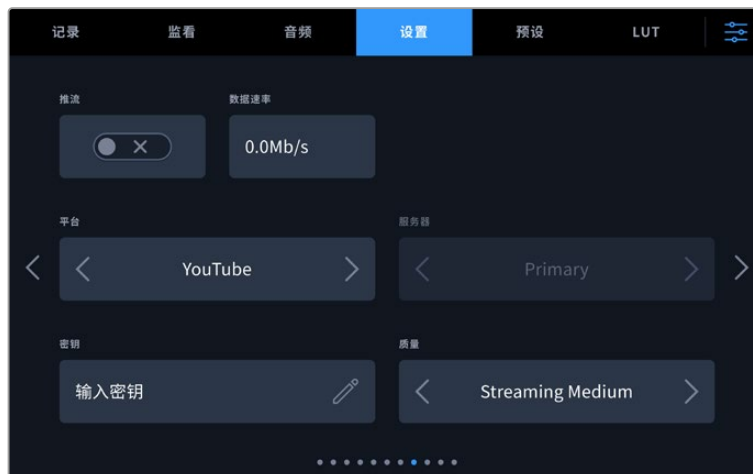 记录 监看 音频 设置 预设 LUT
推流 数据速率
0.0Mb/s
平台 服务器
YouTube Primary
密钥 质量
输入密钥 Streaming Medium